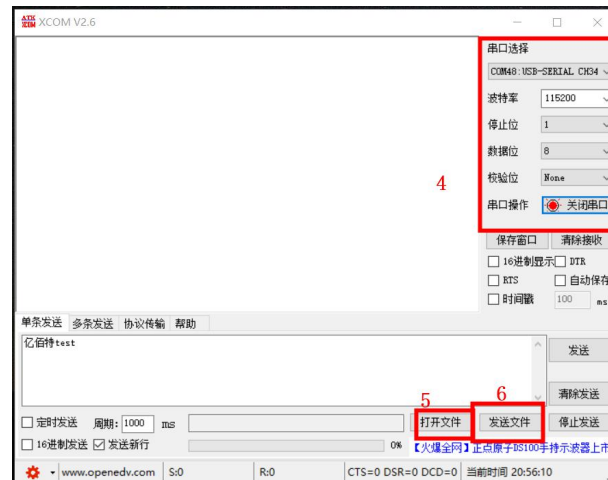 ATK XCOM XCOM V2.6
串口选择
COM48:USB-SERIAL CH34
波特率 115200
停止位 1
数据位 8
校验位 None
4
串口操作 关闭串口
保存窗口 清除接收
16进制显示 DTR
RTS 自动保存
时间戳 100 ms
单条发送 多条发送 协议传输 帮助
亿佰特test
发送
清除发送
5 6
定时发送 周期: 1000 ms 打开文件 发送文件 停止发送
16进制发送 发送新行 0% 【火爆全网】正点原子DS100手持示波器上市
www.openedv.com S:0 R:0 CTS=0 DSR=0 DCD=0 当前时间 20:56:10